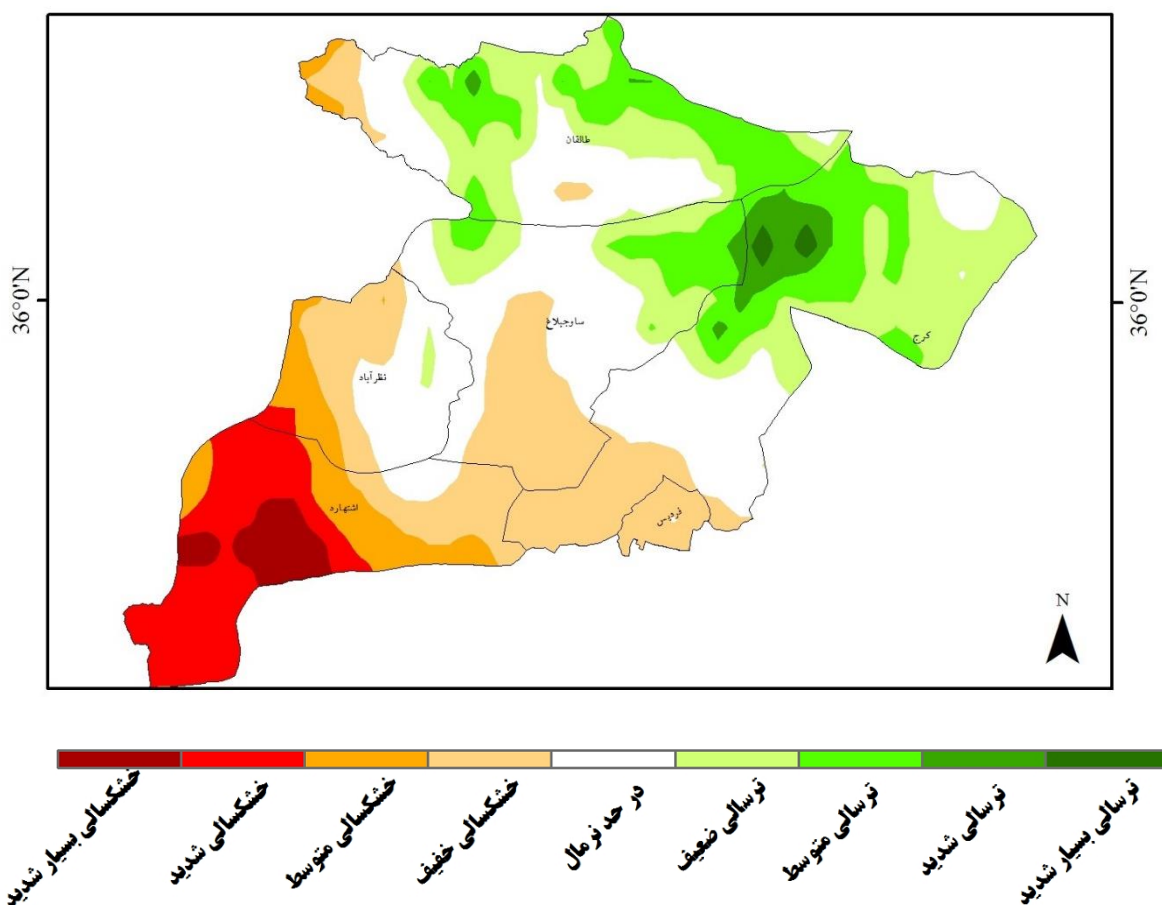 36°0'N
36°0'N
طالقان
ساوجبلاغ
کرج
نظرآباد
اشتهارد
فردیس
N
خشکسالی بسیار شدید
خشکسالی شدید
خشکسالی متوسط
خشکسالی خفیف
در حد نرمال
ترسالی ضعیف
ترسالی متوسط
ترسالی شدید
ترسالی بسیار شدید